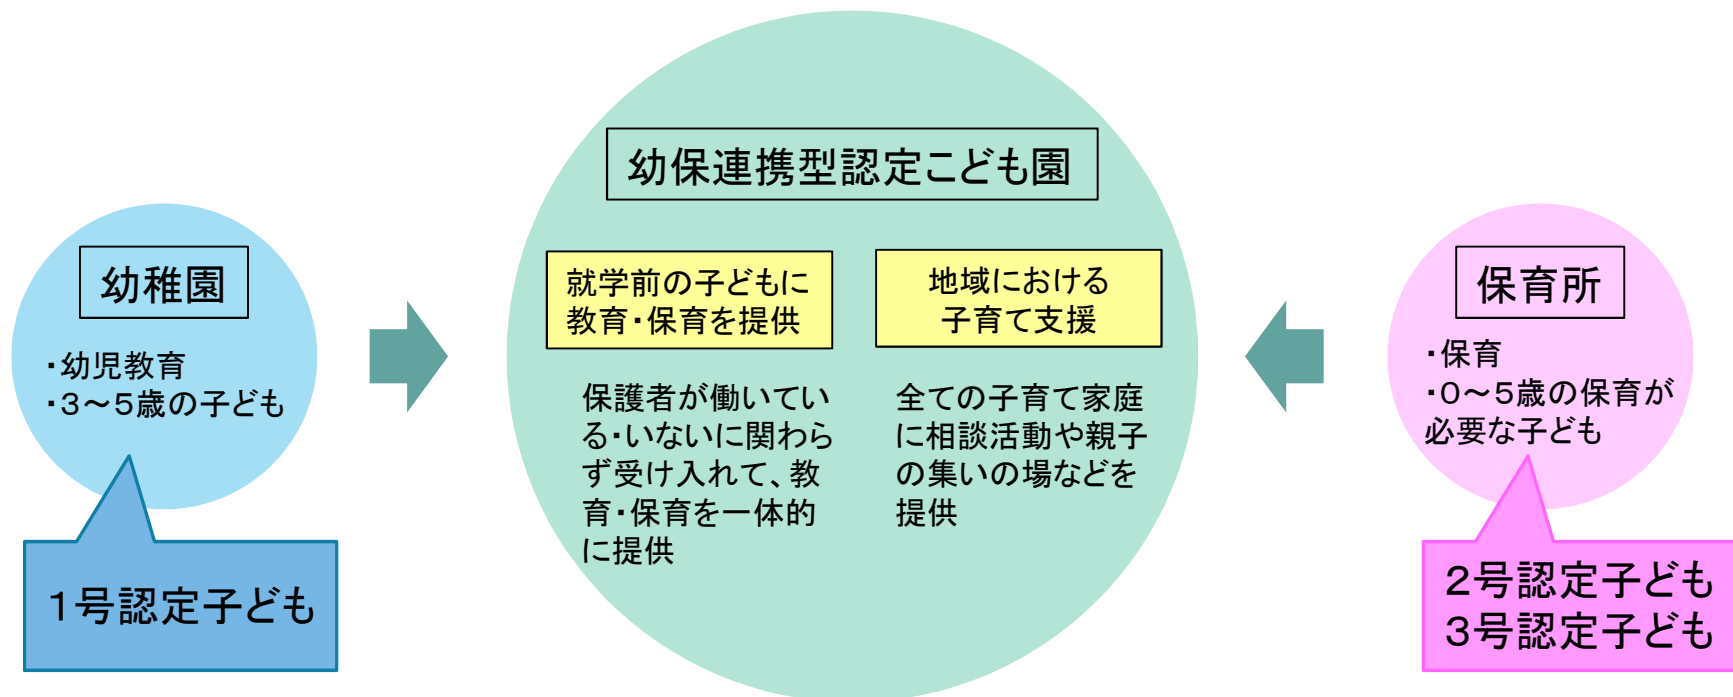 幼保連携型認定こども園
幼稚園
・幼児教育
・３～５歳の子ども
１号認定子ども
就学前の子どもに
教育・保育を提供
保護者が働いてい
る・いないに関わら
ず受け入れて、教
育・保育を一体的
に提供
地域における
子育て支援
全ての子育て家庭
に相談活動や親子
の集いの場などを
提供
保育所
・保育
・０～５歳の保育が
必要な子ども
２号認定子ども
３号認定子ども